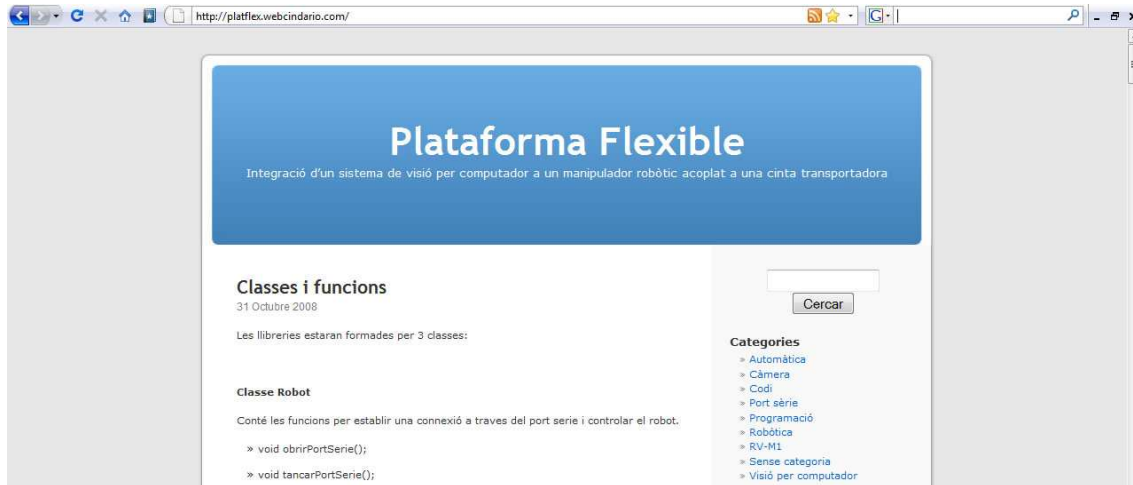 http://platflex.webcindario.com/
Plataforma Flexible
Integració d'un sistema de visió per computador a un manipulador robòtic acoplat a una cinta transportadora
Classes i funcions
31 Octubre 2008
Les llibreries estaran formades per 3 classes:
Classe Robot
Conté les funcions per establir una connexió a traves del port serie i controlar el robot.
» void obrirPortSerie();
» void tancarPortSerie();
Cercar
Categories
» Automàtica
» Càmera
» Codi
» Port sèrie
» Programació
» Robòtica
» RV-M1
» Sense categoria
» Visió per computador